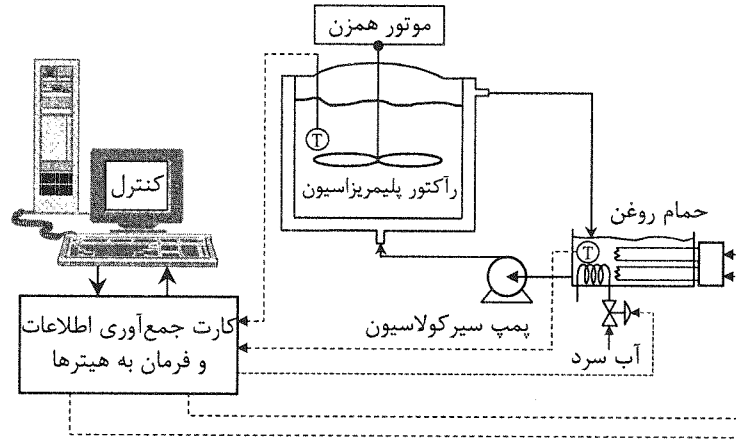 موتور همزن
T
کنترل
رآکتور پلیمریزاسیون
حمام روغن
T
کارت جمع‌آوری اطلاعات
و فرمان به هیترها
پمپ سیرکولاسیون
آب سرد